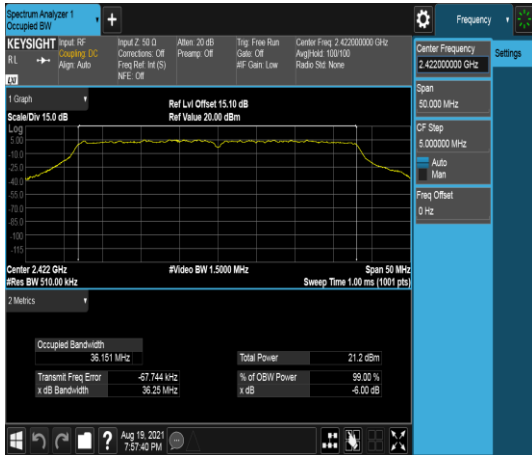 Spectrum Analyzer 1
Occupied BW
Frequency
KEYSIGHT
RL
LXI
Input: RF
Coupling: DC
Align: Auto
Input Z: 50 Ω
Corrections: Off
Freq Ref: Int (S)
NFE: Off
Atten: 20 dB
Preamp: Off
Trig: Free Run
Gate: Off
#IF Gain: Low
Center Freq: 2.422000000 GHz
Avg|Hold: 100/100
Radio Std: None
Center Frequency
2.422000000 GHz
Settings
Span
50.000 MHz
CF Step
5.000000 MHz
Auto
Man
Freq Offset
0 Hz
1 Graph
Scale/Div 15.0 dB
Ref Lvl Offset 15.10 dB
Ref Value 20.00 dBm
Log
5.00
-10.0
-25.0
-40.0
-55.0
-70.0
-85.0
-100
-115
Center 2.422 GHz
#Res BW 510.00 kHz
#Video BW 1.5000 MHz
Span 50 MHz
Sweep Time 1.00 ms (1001 pts)
2 Metrics
Occupied Bandwidth
36.151 MHz
Total Power 21.2 dBm
Transmit Freq Error -67.744 kHz
% of OBW Power 99.00 %
x dB Bandwidth 36.25 MHz
x dB -6.00 dB
?
Aug 19, 2021
7:57:40 PM